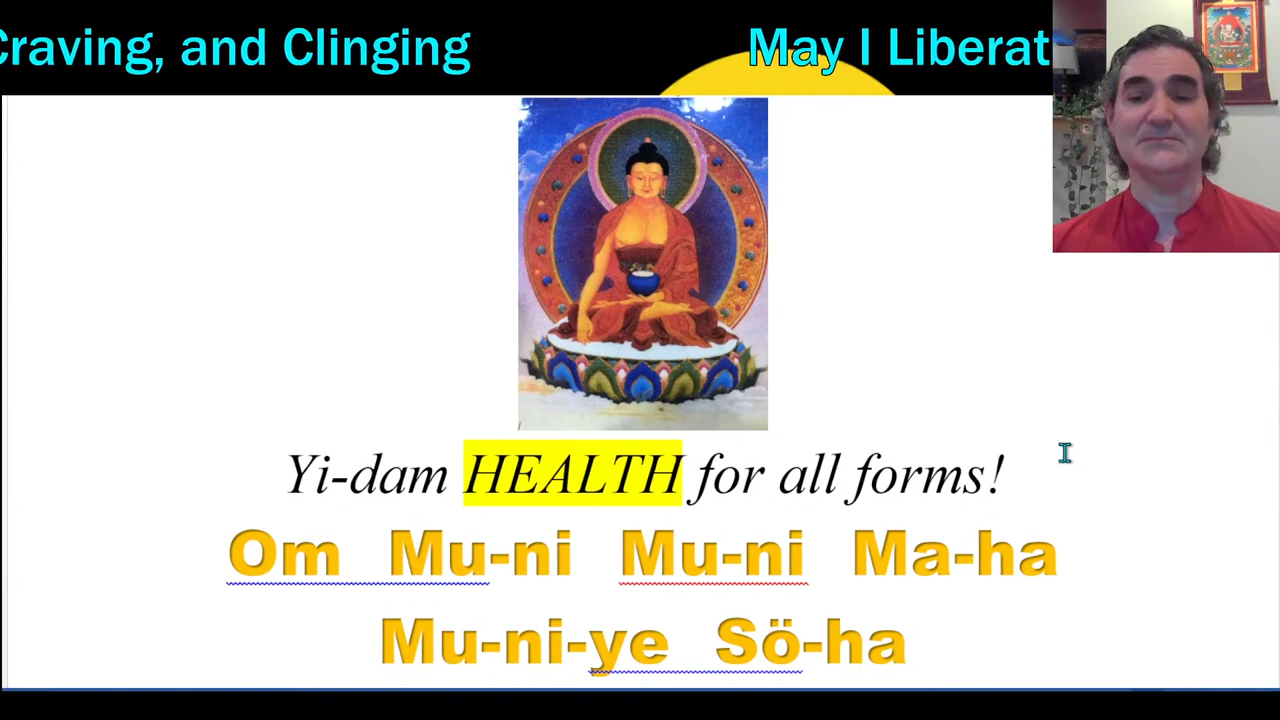 Craving, and Clinging May I Liberat
Yi-dam HEALTH for all forms!
Om Mu-ni Mu-ni Ma-ha
Mu-ni-ye Sö-ha